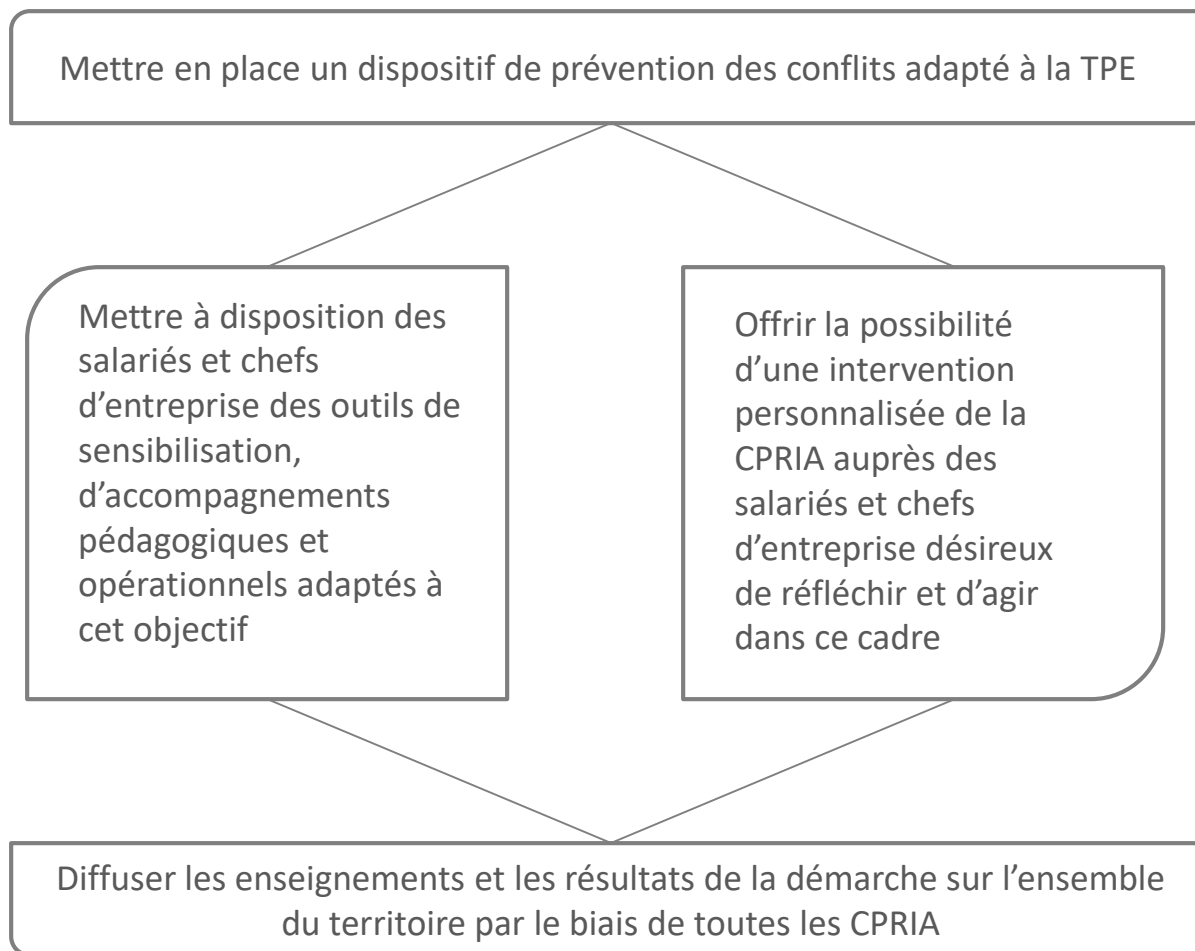 Mettre en place un dispositif de prévention des conflits adapté à la TPE
Mettre à disposition des
salariés et chefs
d’entreprise des outils de
sensibilisation,
d’accompagnements
pédagogiques et
opérationnels adaptés à
cet objectif
Offrir la possibilité
d’une intervention
personnalisée de la
CPRIA auprès des
salariés et chefs
d’entreprise désireux
de réfléchir et d’agir
dans ce cadre
Diffuser les enseignements et les résultats de la démarche sur l’ensemble
du territoire par le biais de toutes les CPRIA